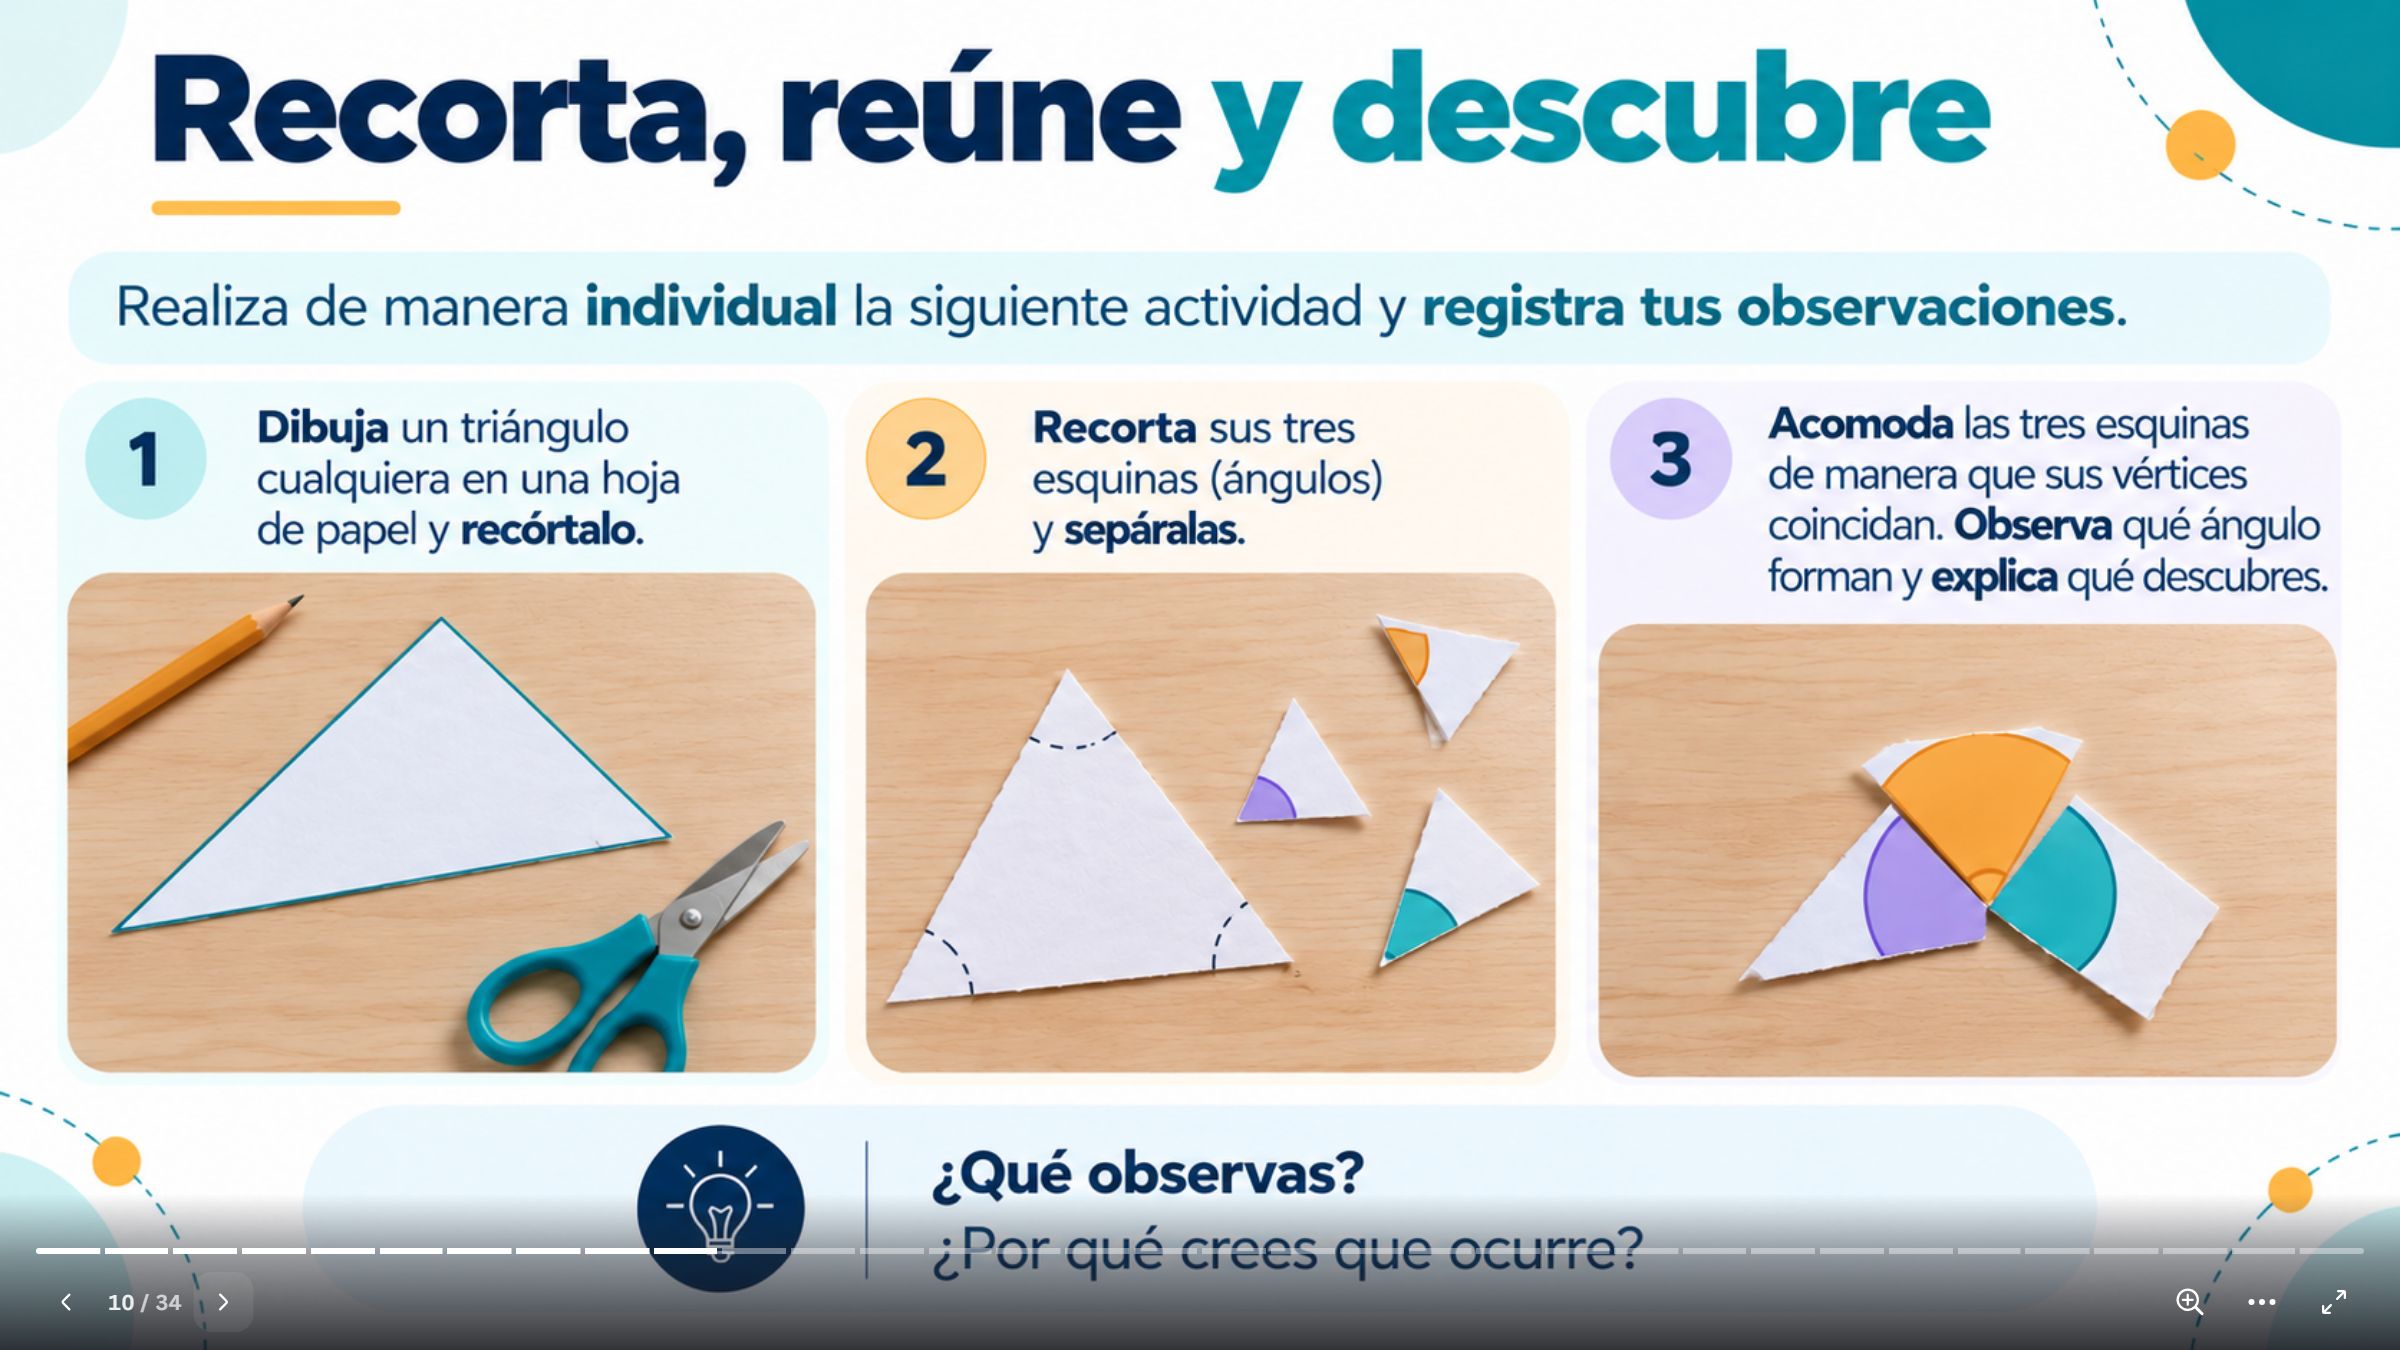 Recorta, reúne y descubre
Realiza de manera individual la siguiente actividad y registra tus observaciones.
1
Dibuja un triángulo
cualquiera en una hoja
de papel y recórtalo.
2
Recorta sus tres
esquinas (ángulos)
y sepáralas.
3
Acomoda las tres esquinas
de manera que sus vértices
coincidan. Observa qué ángulo
forman y explica qué descubres.
¿Qué observas?
¿Por qué crees que ocurre?
10 / 34